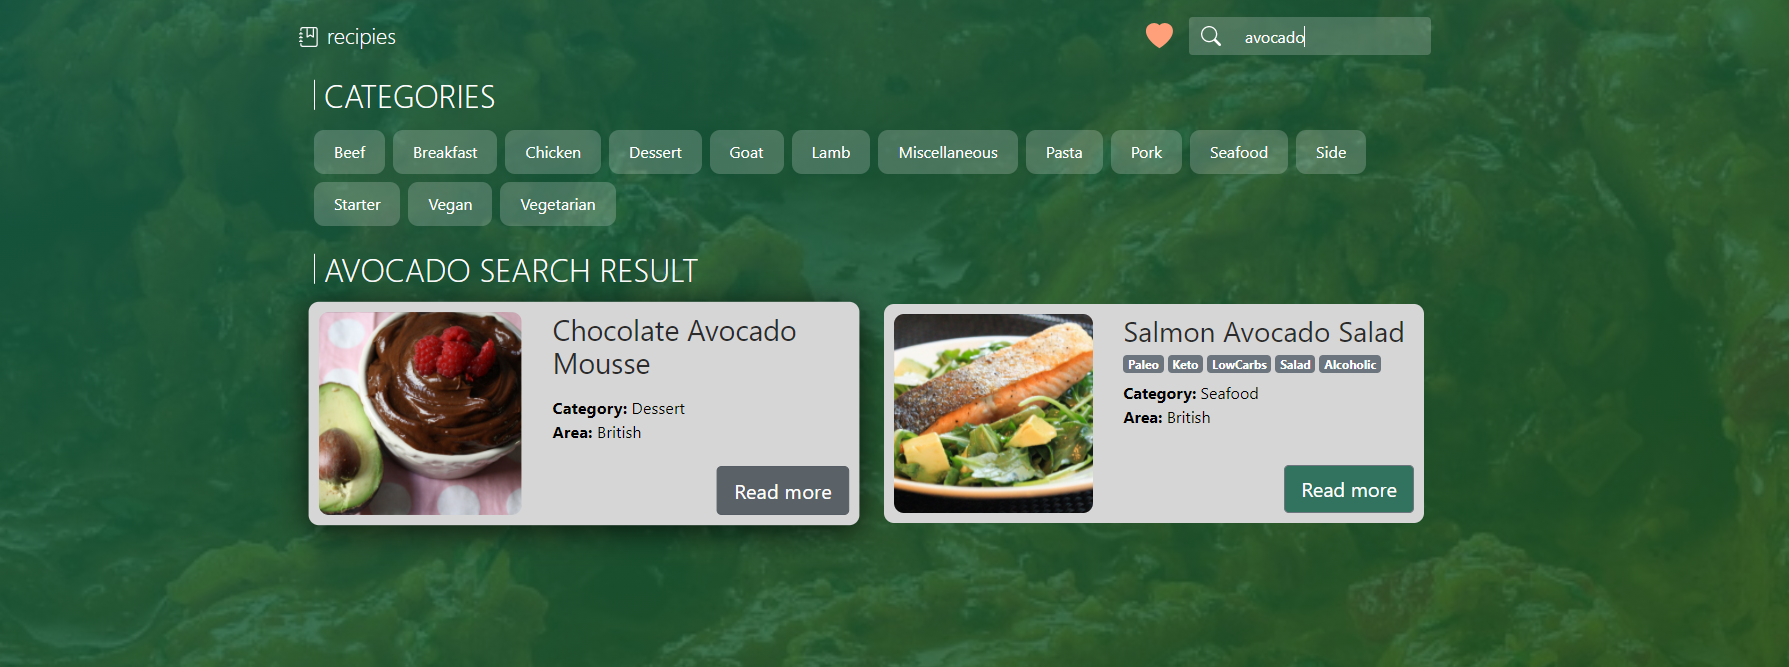 recipies
avocado
CATEGORIES
Beef Breakfast Chicken Dessert Goat Lamb Miscellaneous Pasta Pork Seafood Side
Starter Vegan Vegetarian
AVOCADO SEARCH RESULT
Chocolate Avocado
Mousse
Category: Dessert
Area: British
Read more
Salmon Avocado Salad
Paleo Keto LowCarbs Salad Alcoholic
Category: Seafood
Area: British
Read more